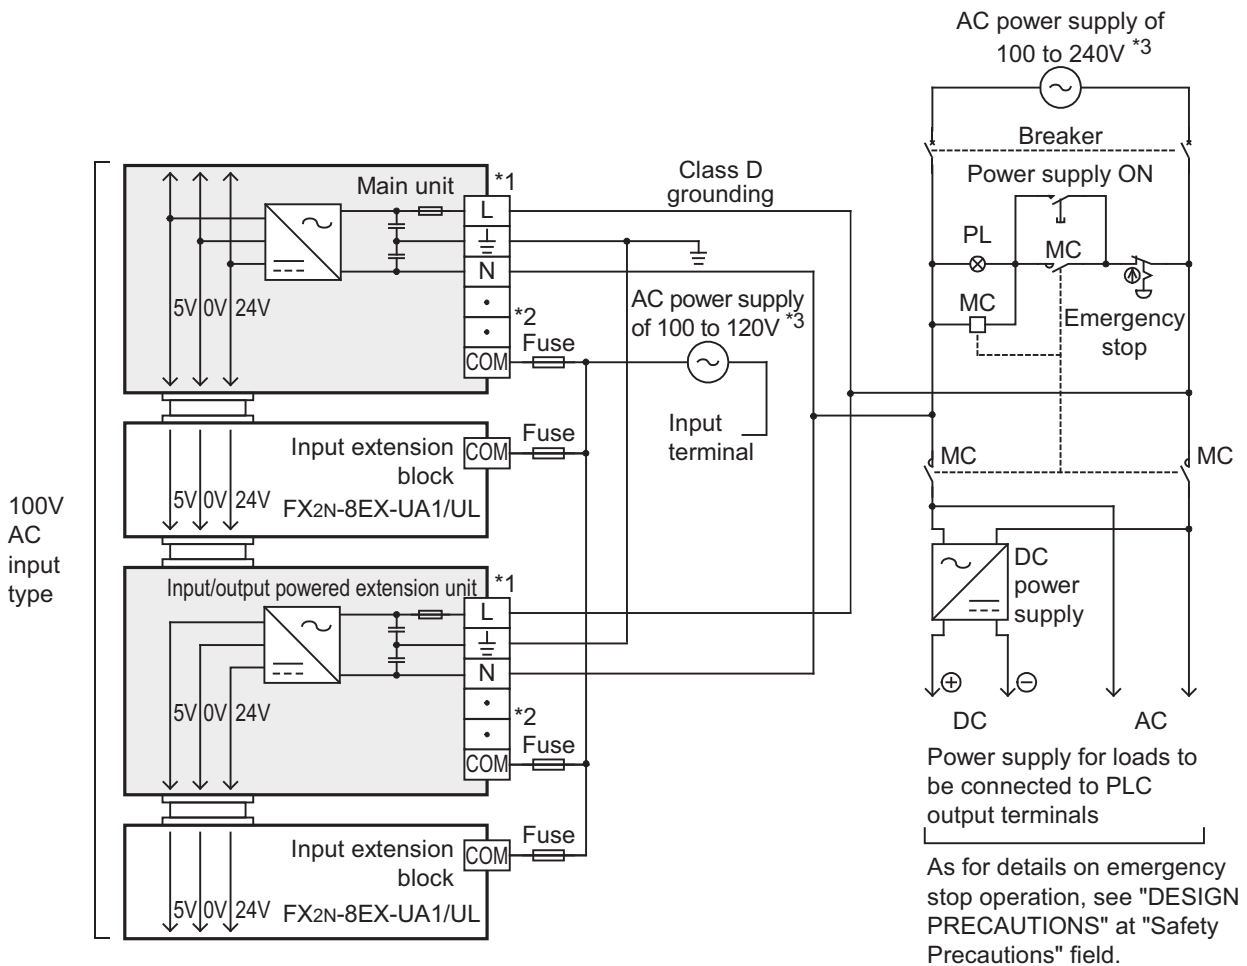 AC power supply of
100 to 240V *3
Breaker
Power supply ON
PL
MC
MC
Emergency
stop
MC
MC
DC
power
supply
⊕
⊖
DC
AC
Power supply for loads to
be connected to PLC
output terminals
As for details on emergency
stop operation, see "DESIGN
PRECAUTIONS" at "Safety
Precautions" field.
Class D
grounding
AC power supply
of 100 to 120V *3
Input
terminal
100V
AC
input
type
Main unit
*1
L
N
*2
COM
Fuse
5V 0V 24V
Input extension
block
FX2N-8EX-UA1/UL
COM
Fuse
5V 0V 24V
Input/output powered extension unit
*1
L
N
*2
COM
Fuse
5V 0V 24V
Input extension
block
FX2N-8EX-UA1/UL
COM
Fuse
5V 0V 24V